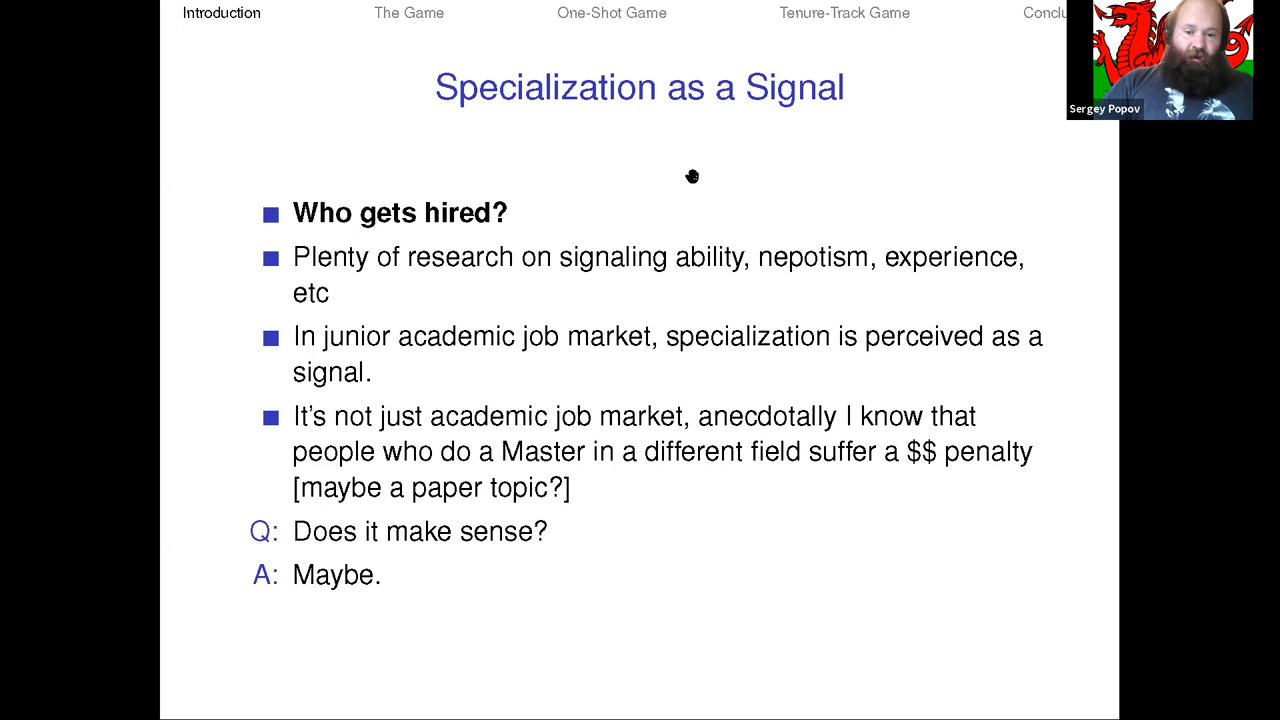 Introduction The Game One-Shot Game Tenure-Track Game Conclu
Sergey Popov
Specialization as a Signal
Who gets hired?
Plenty of research on signaling ability, nepotism, experience,
etc
In junior academic job market, specialization is perceived as a
signal.
It's not just academic job market, anecdotally I know that
people who do a Master in a different field suffer a $$ penalty
[maybe a paper topic?]
Q: Does it make sense?
A: Maybe.